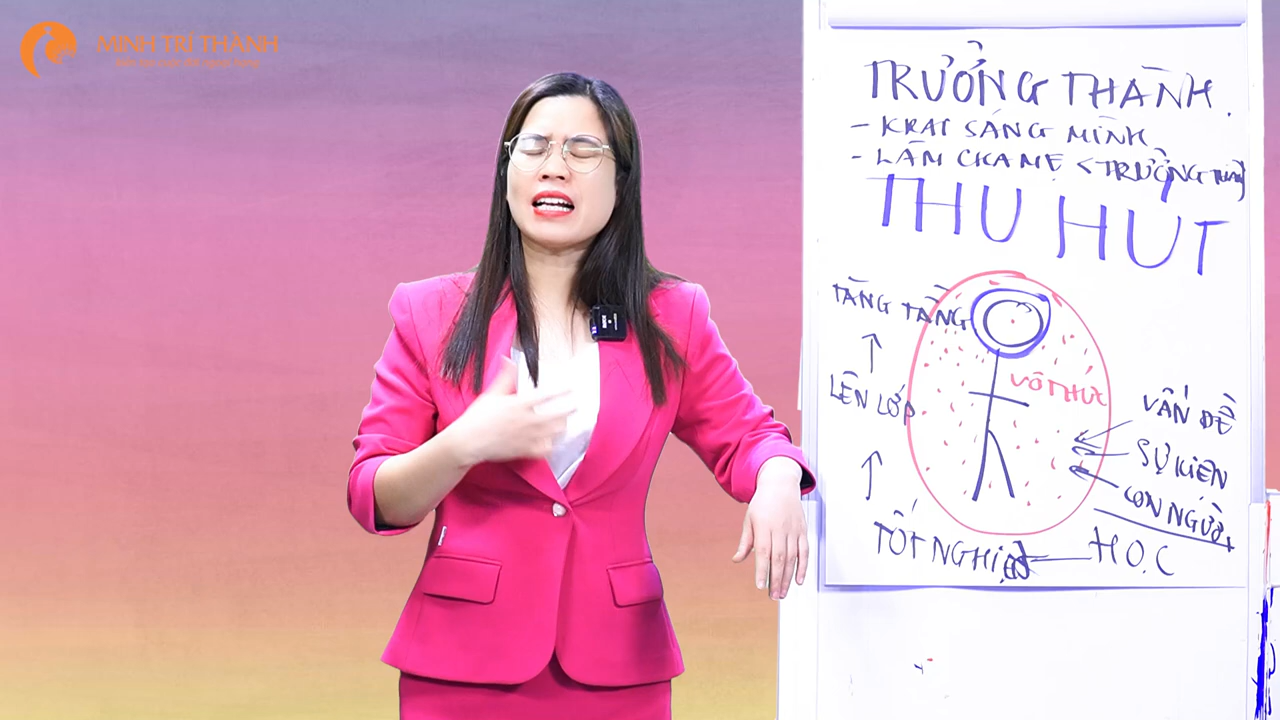 MINH TRÍ THÀNH
TRƯỞNG THÀNH.
- KHAI SÁNG MÌNH
- LÀM CHA MẸ < TRƯỞNG THÀNH
THU HÚT
TẦNG TẦNG
LÊN LỚP
VÔ THỨC
VẤN ĐỀ
SỰ KIỆN
CON NGƯỜI
TỐT NGHIỆP
HỌC